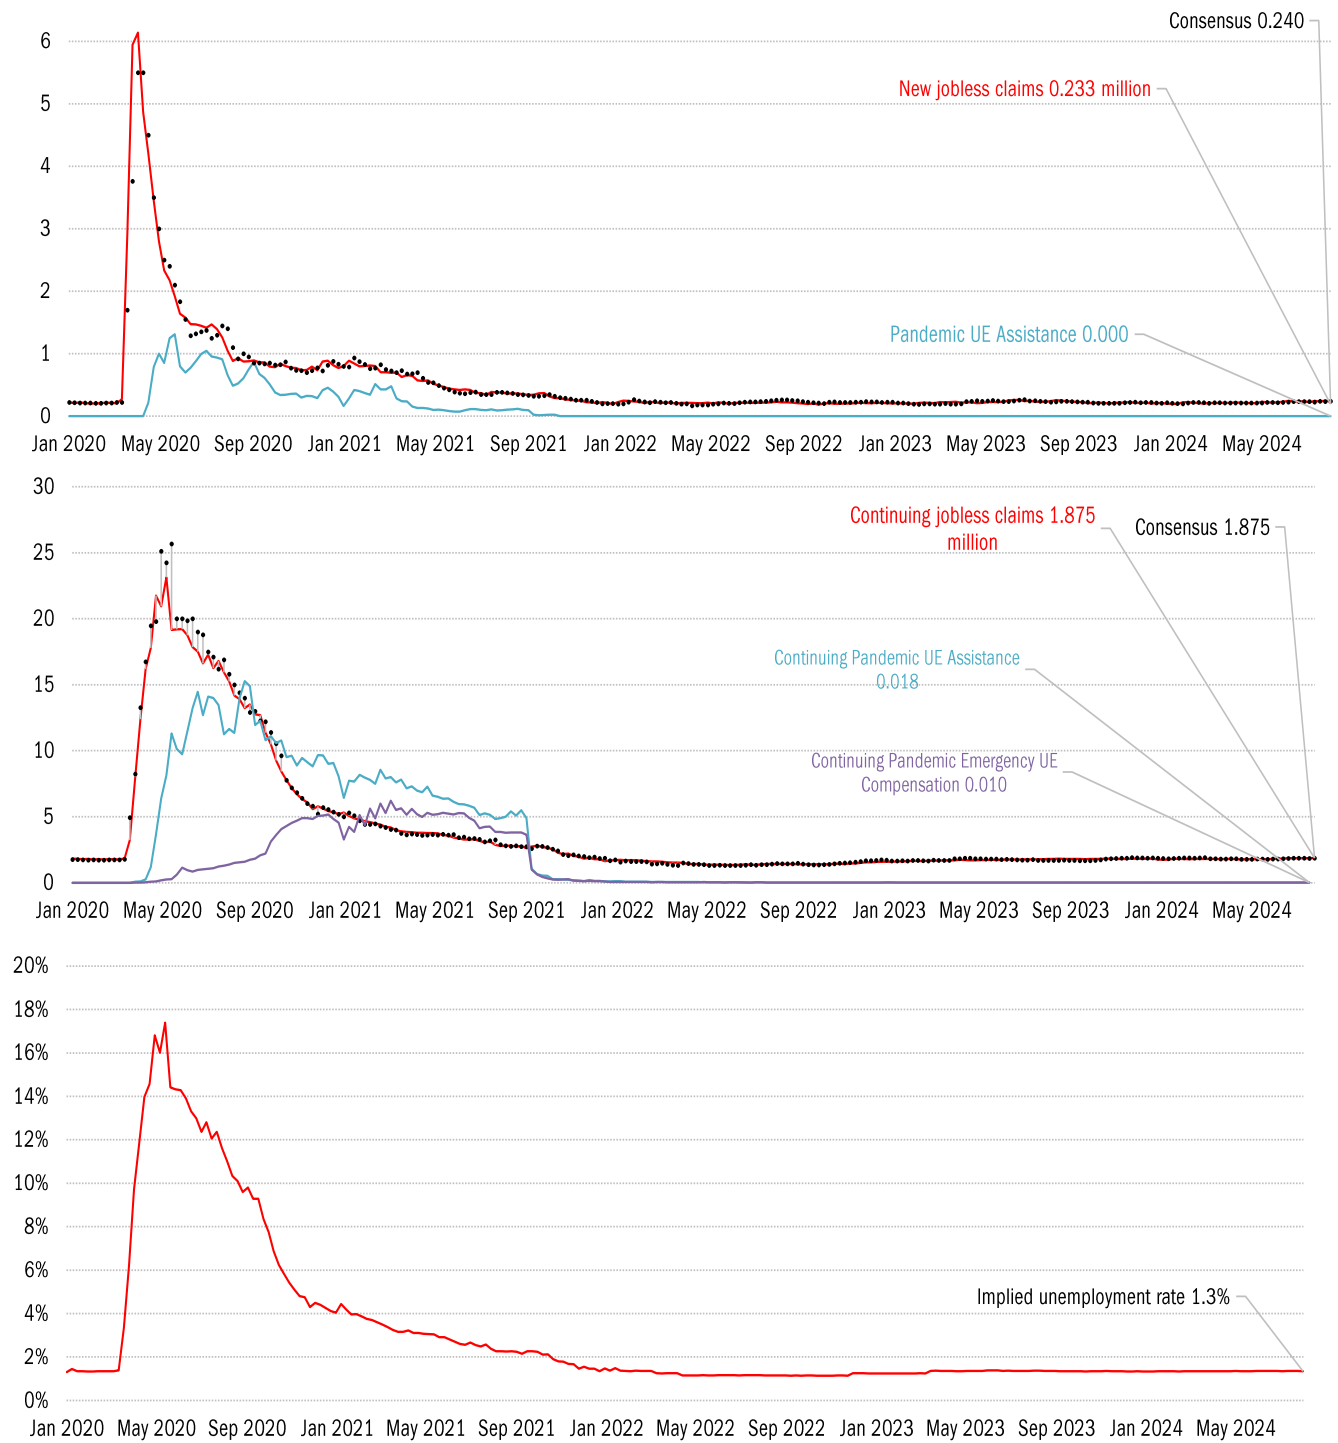 Consensus 0.240
6
New jobless claims 0.233 million
5
4
3
2
Pandemic UE Assistance 0.000
1
0
Jan 2020 May 2020 Sep 2020 Jan 2021 May 2021 Sep 2021 Jan 2022 May 2022 Sep 2022 Jan 2023 May 2023 Sep 2023 Jan 2024 May 2024
30
Continuing jobless claims 1.875
million
Consensus 1.875
25
20
Continuing Pandemic UE Assistance
0.018
15
10
Continuing Pandemic Emergency UE
Compensation 0.010
5
0
Jan 2020 May 2020 Sep 2020 Jan 2021 May 2021 Sep 2021 Jan 2022 May 2022 Sep 2022 Jan 2023 May 2023 Sep 2023 Jan 2024 May 2024
20%
18%
16%
14%
12%
10%
8%
6%
Implied unemployment rate 1.3%
4%
2%
0%
Jan 2020 May 2020 Sep 2020 Jan 2021 May 2021 Sep 2021 Jan 2022 May 2022 Sep 2022 Jan 2023 May 2023 Sep 2023 Jan 2024 May 2024